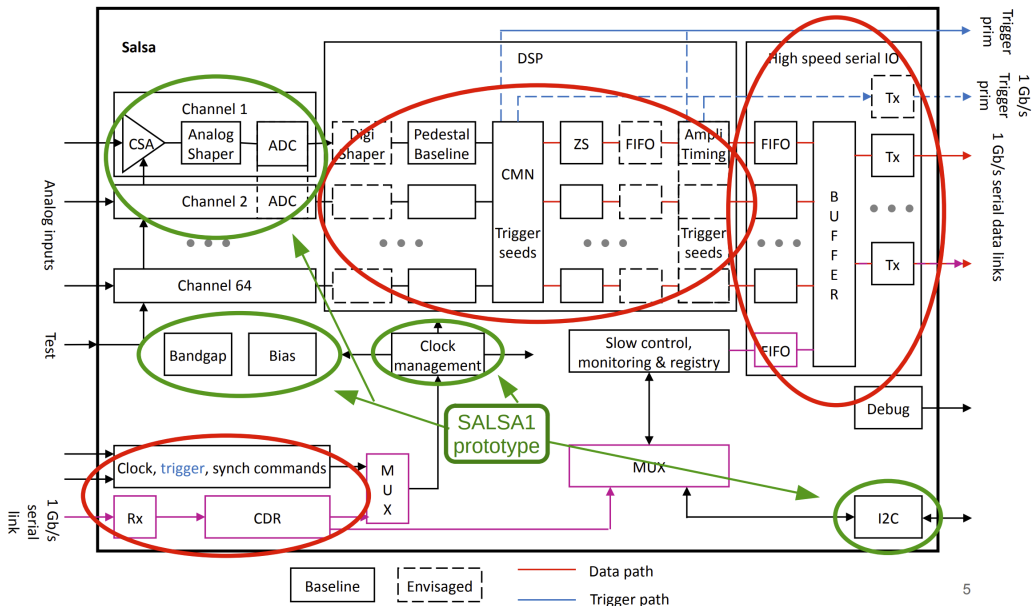 Salsa
DSP
High speed serial IO
Trigger
prim
1 Gb/s
Trigger
prim
1 Gb/s serial data links
Analog inputs
Test
1 Gb/s
serial
link
Channel 1
CSA
Analog
Shaper
ADC
Digi
Shaper
Pedestal
Baseline
CMN
Trigger
seeds
ZS
FIFO
Ampli
Timing
FIFO
Tx
Tx
Channel 2
ADC
Trigger
seeds
BUFFER
Tx
Channel 64
Bandgap
Bias
Clock
management
Slow control,
monitoring & registry
FIFO
Debug
SALSA1
prototype
Clock, trigger, synch commands
MUX
MUX
Rx
CDR
I2C
Baseline
Envisaged
Data path
Trigger path
5